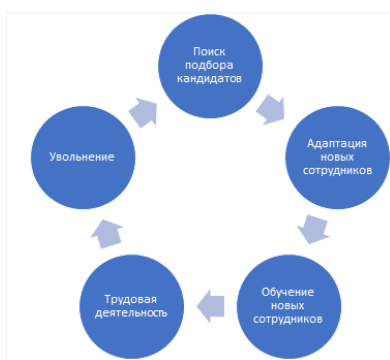 Поиск
подбора
кандидатов
Адаптация
новых
сотрудников
Обучение
новых
сотрудников
Трудовая
деятельность
Увольнение